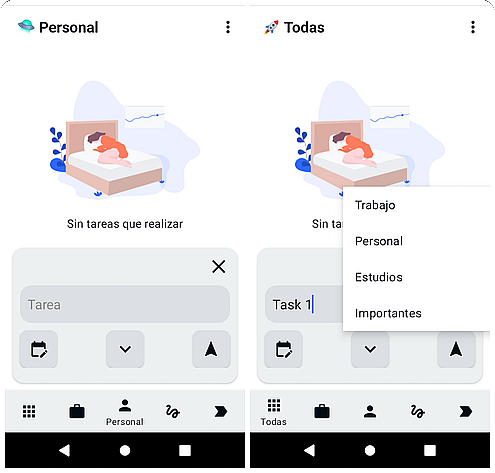 Personal
Sin tareas que realizar
Tarea
Personal
Todas
Sin ta
Trabajo
Personal
Estudios
Importantes
Task 1
Todas